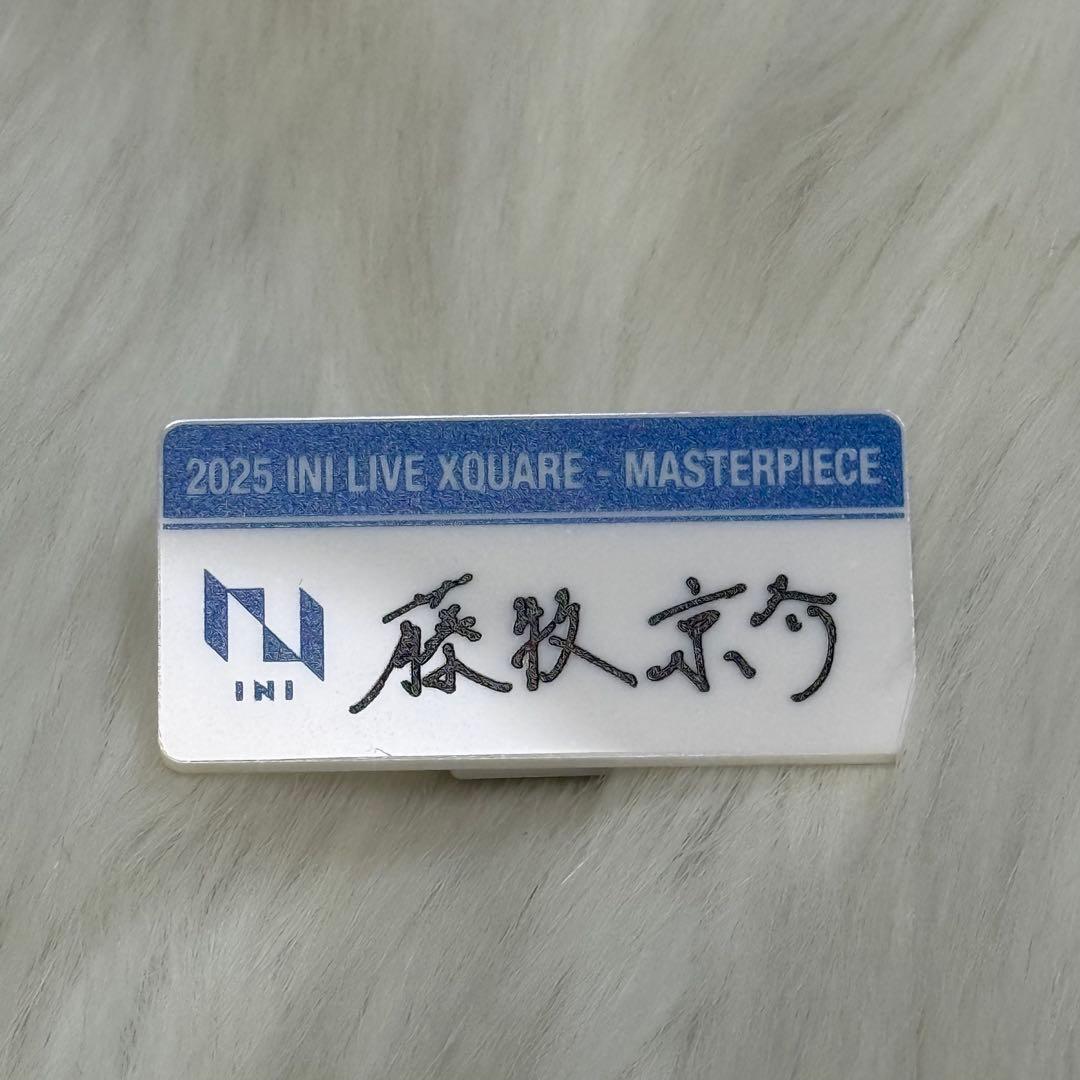 2025 INI LIVE XQUARE - MASTERPIECE
INI
藤牧京介